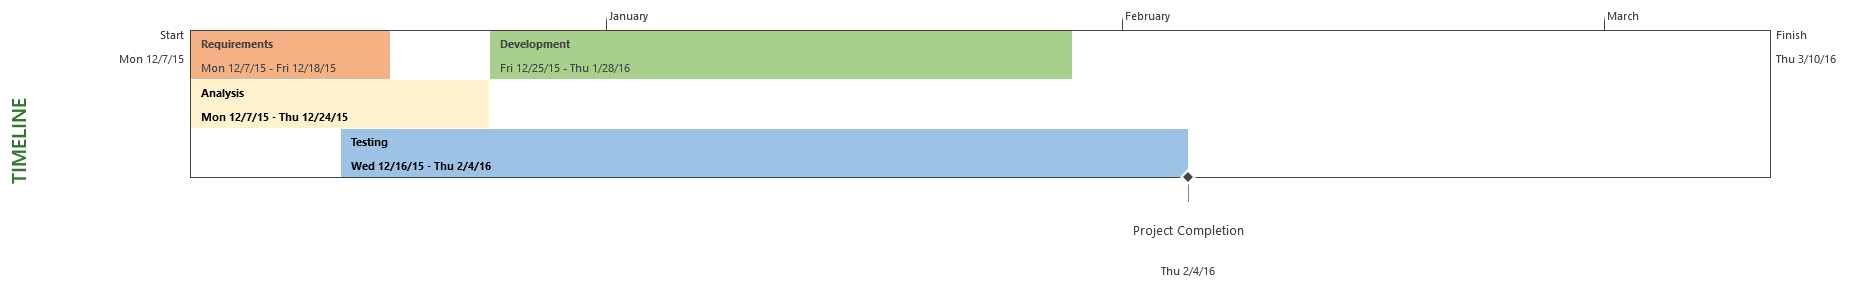 TIMELINE
January
February
March
Start
Mon 12/7/15
Requirements
Mon 12/7/15 - Fri 12/18/15
Development
Fri 12/25/15 - Thu 1/28/16
Finish
Thu 3/10/16
Analysis
Mon 12/7/15 - Thu 12/24/15
Testing
Wed 12/16/15 - Thu 2/4/16
Project Completion
Thu 2/4/16